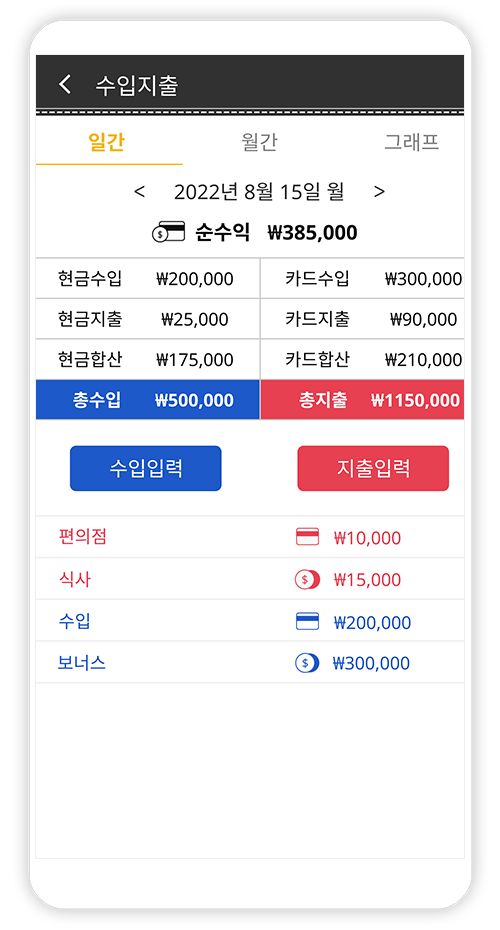 수입지출
일간 월간 그래프
< 2022년 8월 15일 월 >
순수익 ₩385,000
현금수입 ₩200,000 카드수입 ₩300,000
현금지출 ₩25,000 카드지출 ₩90,000
현금합산 ₩175,000 카드합산 ₩210,000
총수입 ₩500,000 총지출 ₩1150,000
수입입력 지출입력
편의점 ₩10,000
식사 $ ₩15,000
수입 ₩200,000
보너스 $ ₩300,000